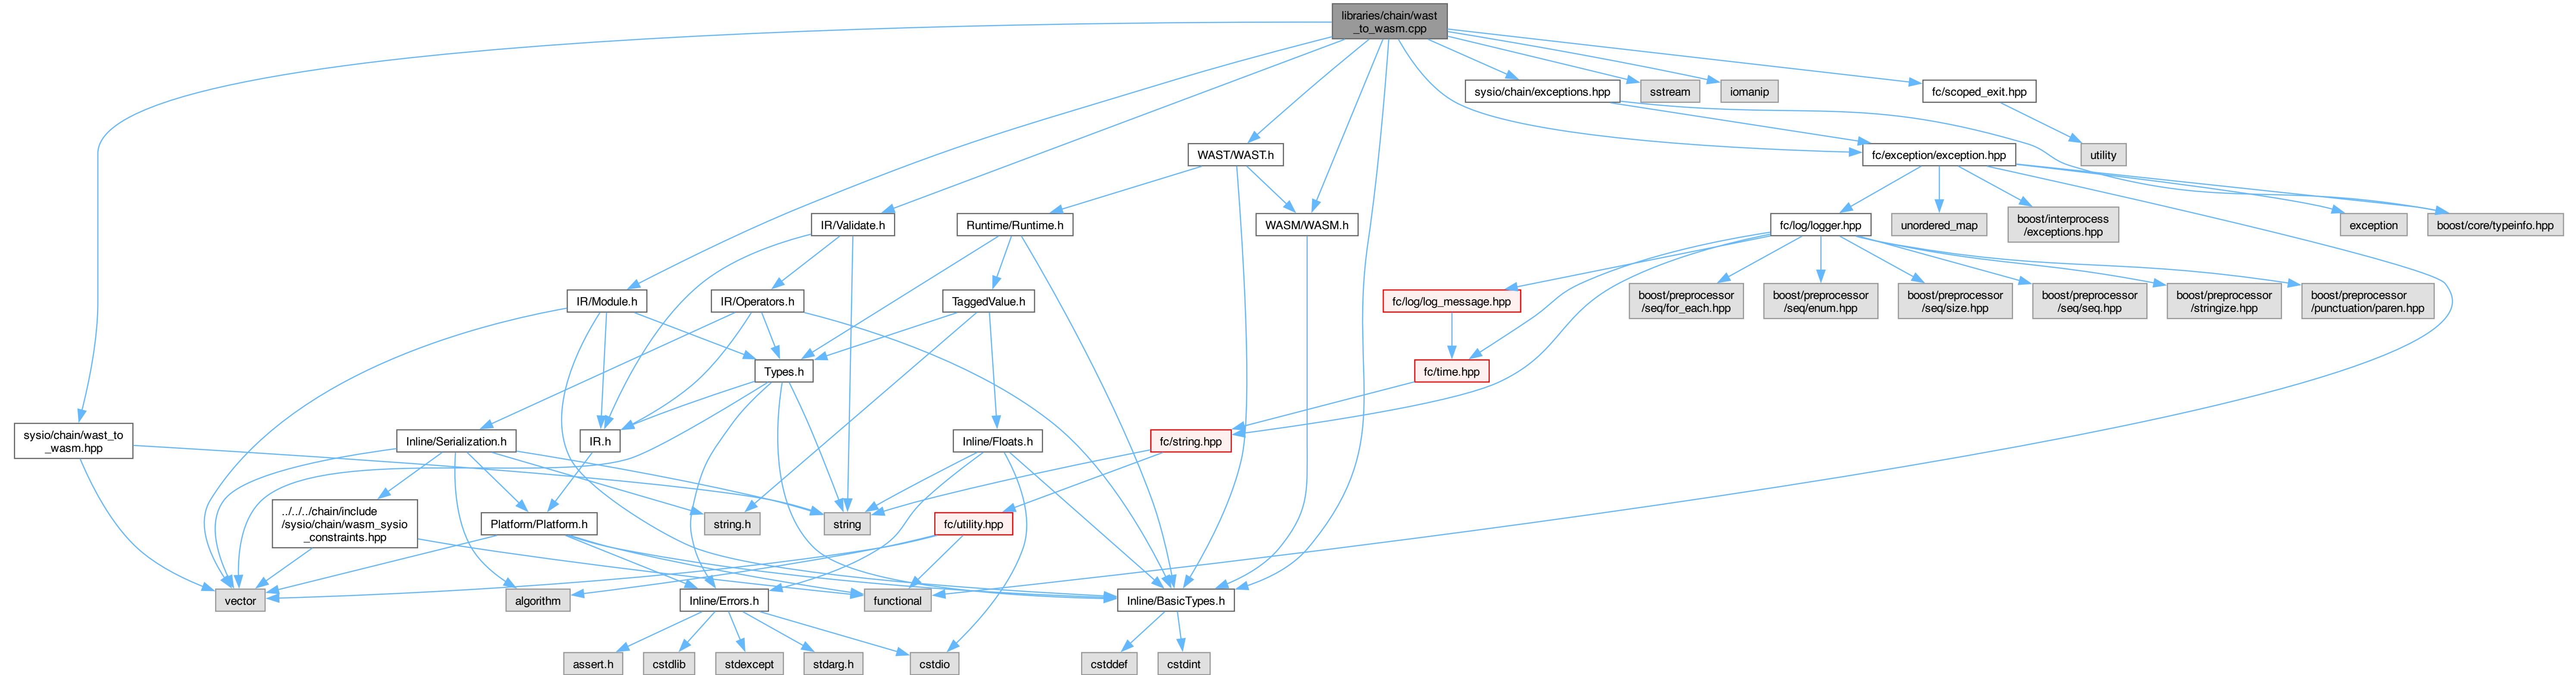 libraries/chain/wast
_to_wasm.cpp
sysio/chain/exceptions.hpp
sstream
iomanip
fc/scoped_exit.hpp
WAST/WAST.h
fc/exception/exception.hpp
utility
IR/Validate.h
Runtime/Runtime.h
WASM/WASM.h
fc/log/logger.hpp
unordered_map
boost/interprocess
/exceptions.hpp
exception
boost/core/typeinfo.hpp
IR/Module.h
IR/Operators.h
TaggedValue.h
fc/log/log_message.hpp
boost/preprocessor
/seq/for_each.hpp
boost/preprocessor
/seq/enum.hpp
boost/preprocessor
/seq/size.hpp
boost/preprocessor
/seq/seq.hpp
boost/preprocessor
/stringize.hpp
boost/preprocessor
/punctuation/paren.hpp
Types.h
fc/time.hpp
sysio/chain/wast_to
_wasm.hpp
Inline/Serialization.h
IR.h
Inline/Floats.h
fc/string.hpp
../../../chain/include
/sysio/chain/wasm_sysio
_constraints.hpp
Platform/Platform.h
string.h
string
fc/utility.hpp
vector
algorithm
Inline/Errors.h
functional
Inline/BasicTypes.h
assert.h
cstdlib
stdexcept
stdarg.h
cstdio
cstddef
cstdint